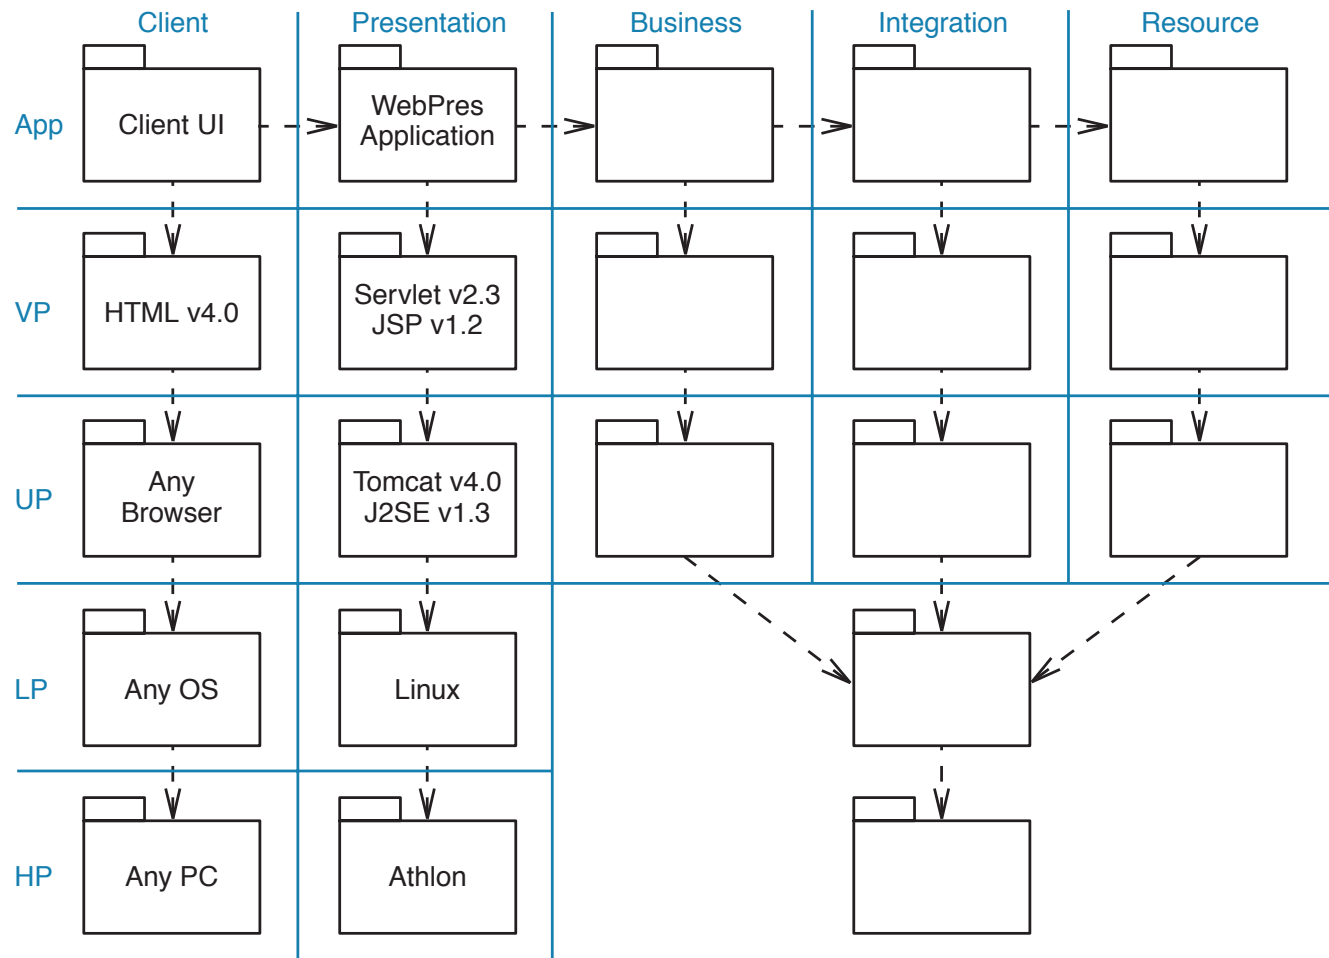 Client
Presentation
Business
Integration
Resource
App
Client UI
WebPres
Application
VP
HTML v4.0
Servlet v2.3
JSP v1.2
UP
Any
Browser
Tomcat v4.0
J2SE v1.3
LP
Any OS
Linux
HP
Any PC
Athlon